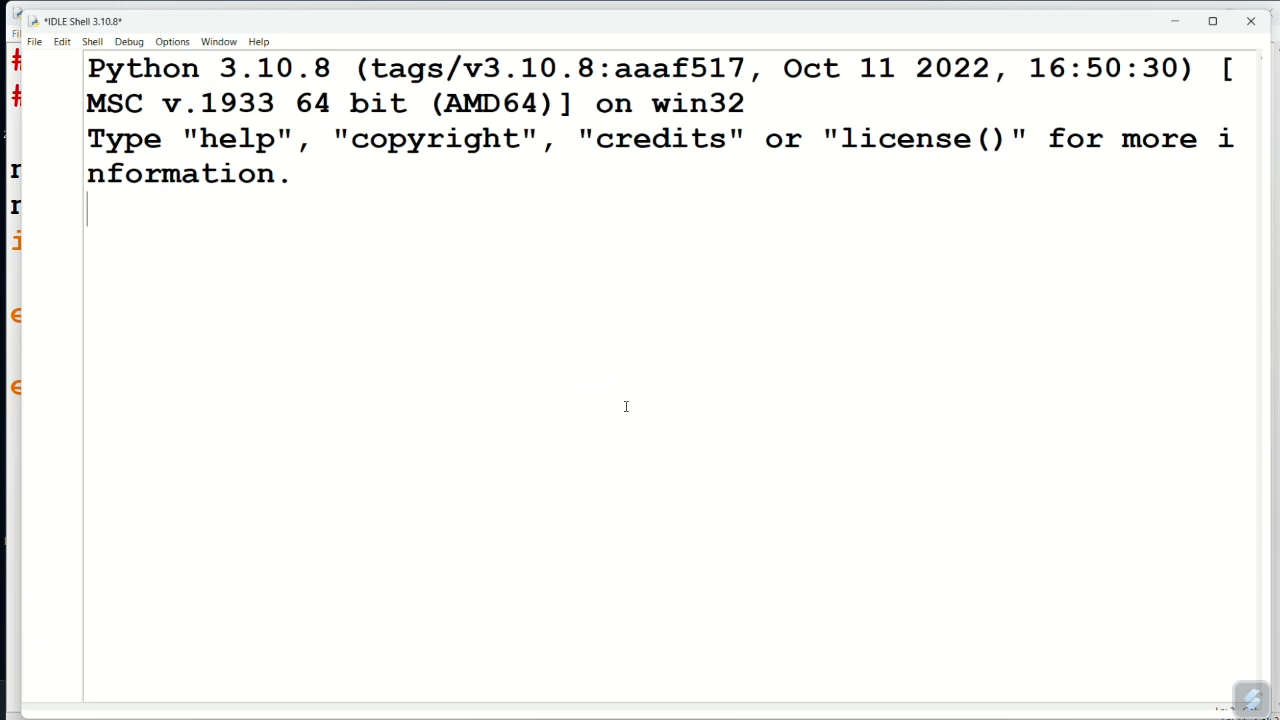 *IDLE Shell 3.10.8*
File Edit Shell Debug Options Window Help
Python 3.10.8 (tags/v3.10.8:aaaf517, Oct 11 2022, 16:50:30) [
MSC v.1933 64 bit (AMD64)] on win32
Type "help", "copyright", "credits" or "license()" for more i
nformation.